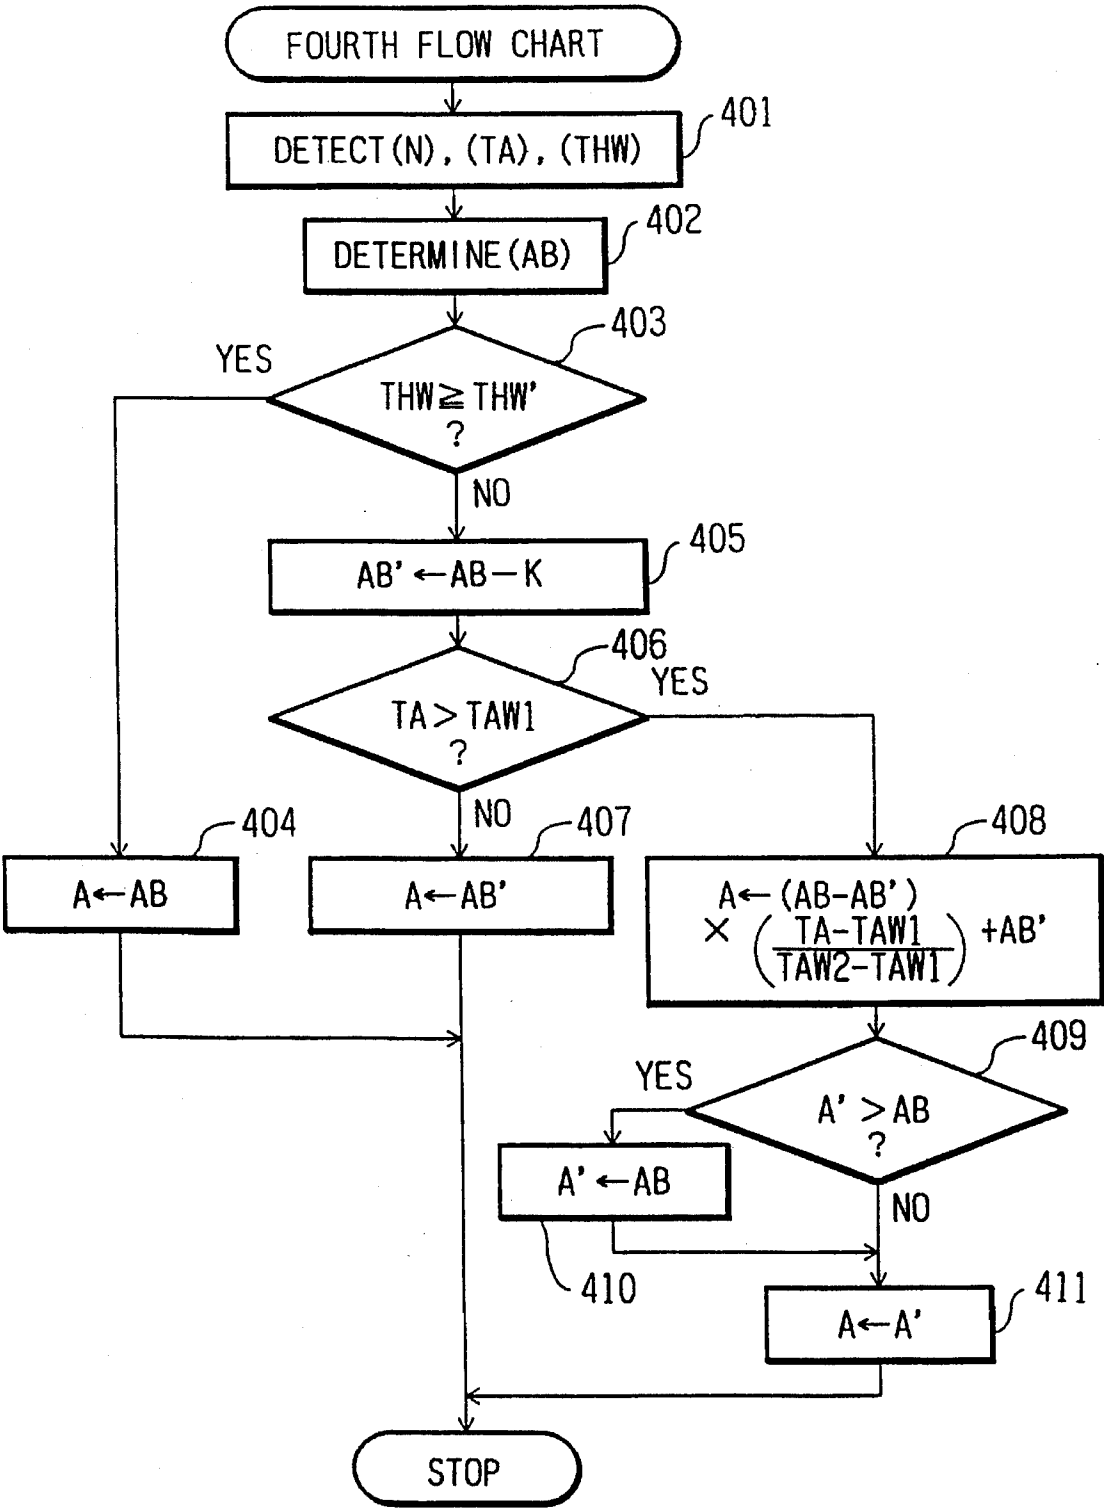 FOURTH FLOW CHART
401
DETECT(N), (TA), (THW)
402
DETERMINE(AB)
403
YES
THW≧THW'
?
NO
405
AB'←AB−K
406
YES
TA>TAW1
?
NO
404
A←AB
407
A←AB'
408
A←(AB-AB')
× (TA-TAW1 / TAW2-TAW1) +AB'
409
YES
A'>AB
?
NO
A'←AB
410
411
A←A'
STOP